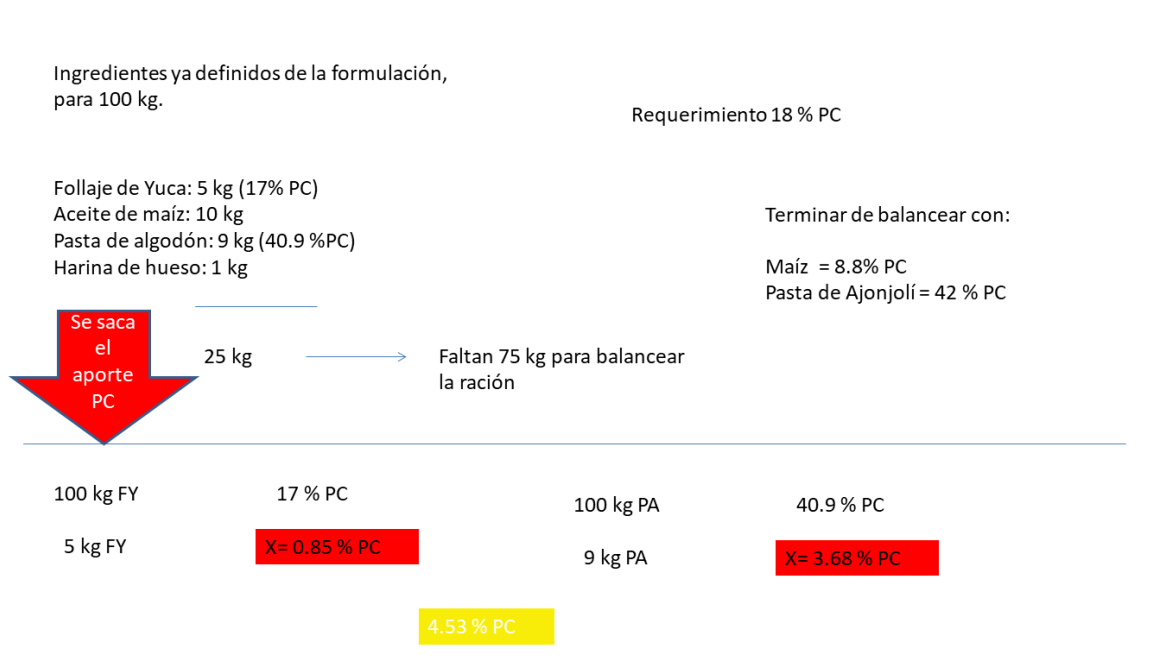 Ingredientes ya definidos de la formulación,
para 100 kg.
Requerimiento 18 % PC
Follaje de Yuca: 5 kg (17% PC)
Aceite de maíz: 10 kg
Pasta de algodón: 9 kg (40.9 %PC)
Harina de hueso: 1 kg
Terminar de balancear con:
Maíz = 8.8% PC
Pasta de Ajonjolí = 42 % PC
Se saca
el
aporte
PC
25 kg
Faltan 75 kg para balancear
la ración
100 kg FY
17 % PC
5 kg FY
X= 0.85 % PC
100 kg PA
40.9 % PC
9 kg PA
X= 3.68 % PC
4.53 % PC